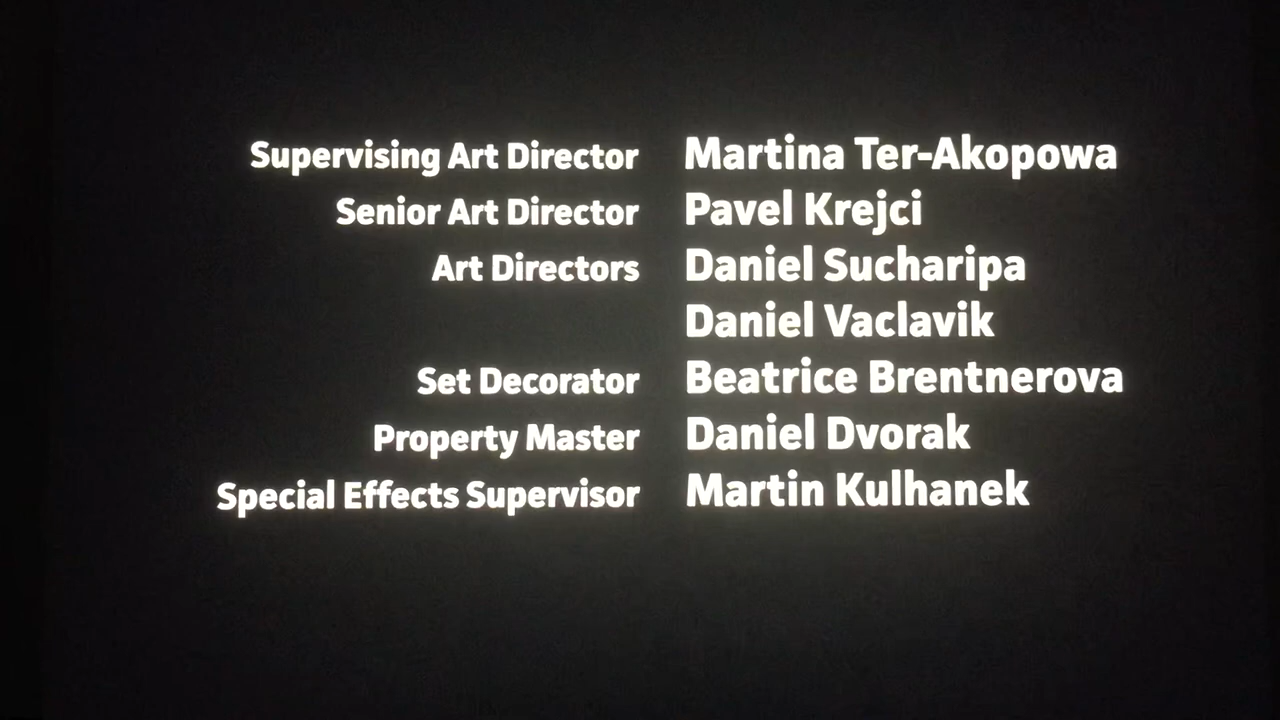 Supervising Art Director Martina Ter-Akopowa
Senior Art Director Pavel Krejci
Art Directors Daniel Sucharipa
Daniel Vaclavik
Set Decorator Beatrice Brentnerova
Property Master Daniel Dvorak
Special Effects Supervisor Martin Kulhanek